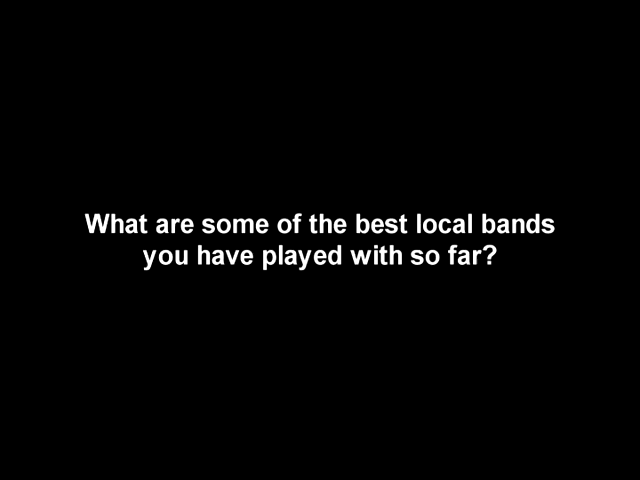 What are some of the best local bands
you have played with so far?